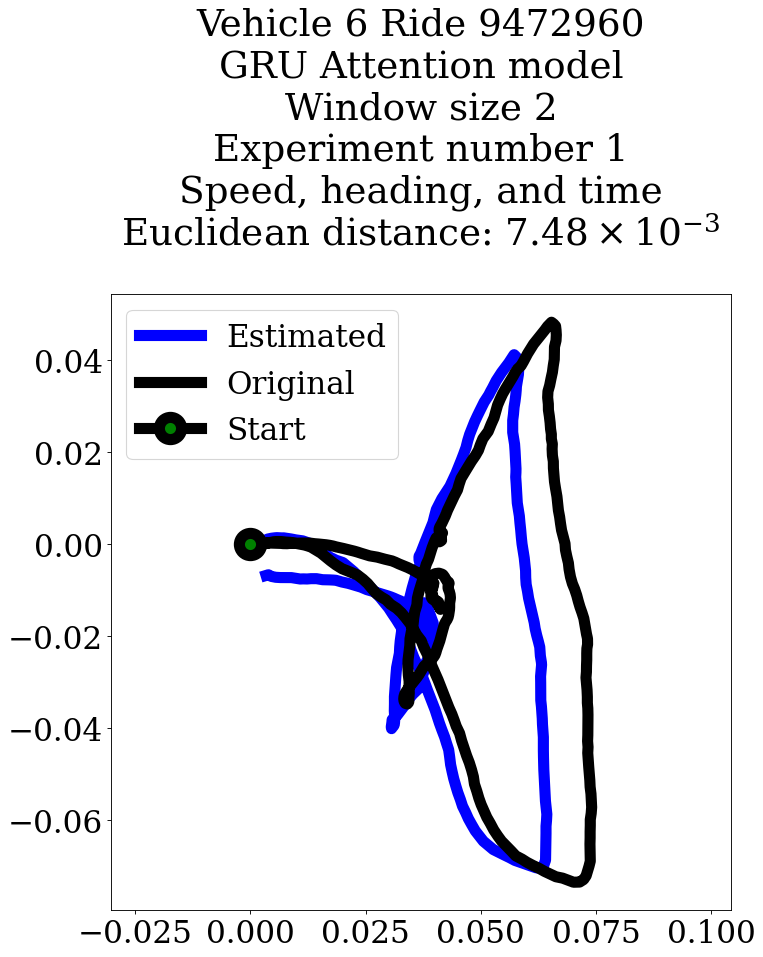 Vehicle 6 Ride 9472960
GRU Attention model
Window size 2
Experiment number 1
Speed, heading, and time
Euclidean distance: 7.48 × 10⁻³
Estimated
Original
Start
0.04
0.02
0.00
−0.02
−0.04
−0.06
−0.025 0.000 0.025 0.050 0.075 0.100